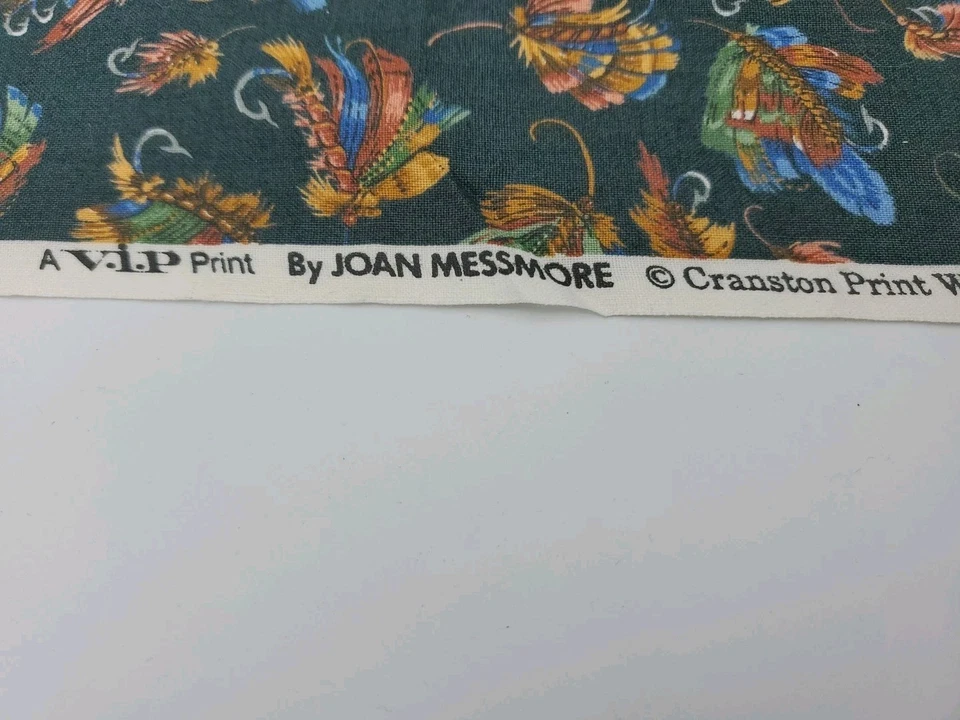 A V.i.P Print By JOAN MESSMORE © Cranston Print W